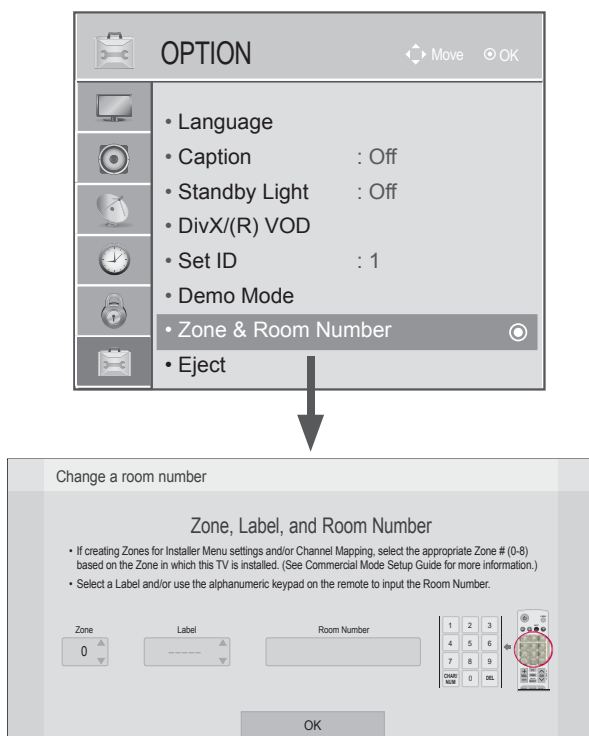 OPTION
Move OK
• Language
• Caption : Off
• Standby Light : Off
• DivX/(R) VOD
• Set ID : 1
• Demo Mode
• Zone & Room Number
• Eject
Change a room number
Zone, Label, and Room Number
• If creating Zones for Installer Menu settings and/or Channel Mapping, select the appropriate Zone # (0-8)
based on the Zone in which this TV is installed. (See Commercial Mode Setup Guide for more information.)
• Select a Label and/or use the alphanumeric keypad on the remote to input the Room Number.
Zone Label Room Number
0 -----
1 2 3
4 5 6
7 8 9
CHAR/
NUM 0 DEL
OK